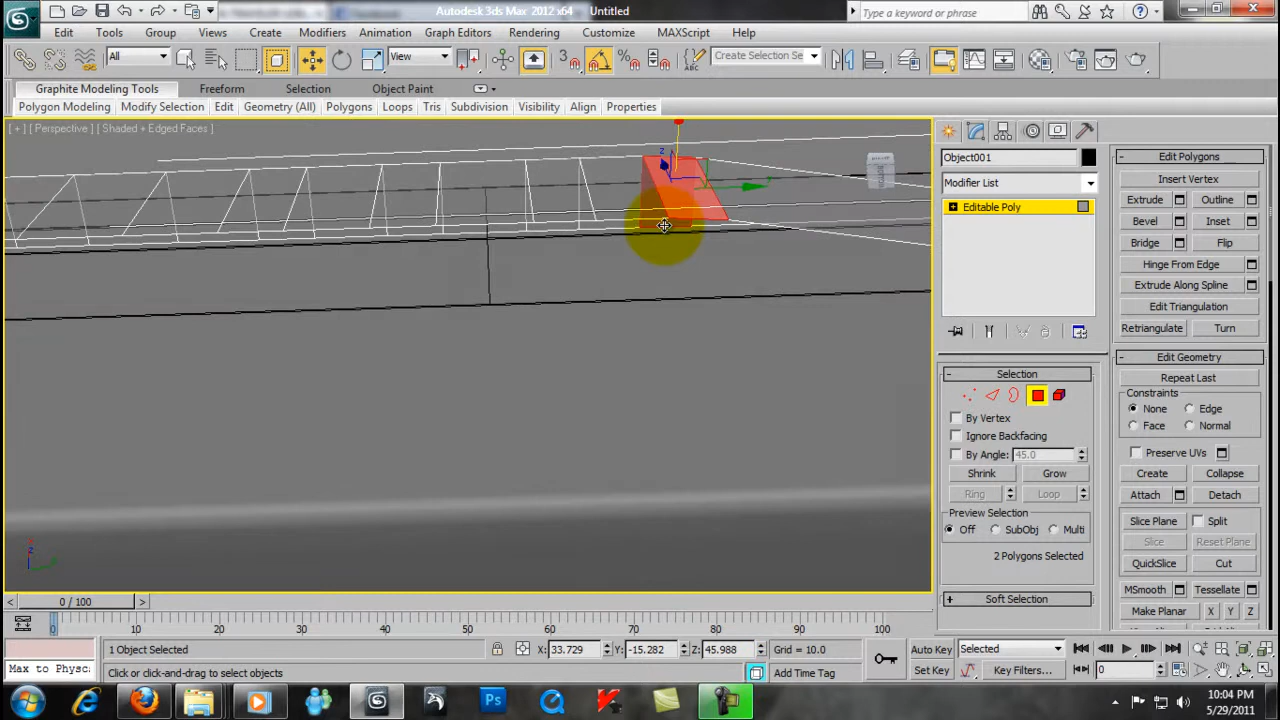 Autodesk 3ds Max 2012 x64 Untitled
Type a keyword or phrase
Edit Tools Group Views Create Modifiers Animation Graph Editors Rendering Customize MAXScript Help
All View Create Selection Se
Graphite Modeling Tools Freeform Selection Object Paint
Polygon Modeling Modify Selection Edit Geometry (All) Polygons Loops Tris Subdivision Visibility Align Properties
[ + ] [ Perspective ] [ Shaded + Edged Faces ]
Object001
Modifier List
Editable Poly
Selection
By Vertex
Ignore Backfacing
By Angle: 45.0
Shrink Grow
Ring Loop
Preview Selection
Off SubObj Multi
2 Polygons Selected
Soft Selection
Edit Polygons
Insert Vertex
Extrude Outline
Bevel Inset
Bridge Flip
Hinge From Edge
Extrude Along Spline
Edit Triangulation
Retriangulate Turn
Edit Geometry
Repeat Last
Constraints
None Edge
Face Normal
Preserve UVs
Create Collapse
Attach Detach
Slice Plane Split
Slice Reset Plane
QuickSlice Cut
MSmooth Tessellate
Make Planar X Y Z
z
z
0 / 100
0 10 20 30 40 50 60 70 80 90 100
1 Object Selected X: 33.729 Y: -15.282 Z: 45.988 Grid = 10.0 Auto Key Selected
Max to Physc Click or click-and-drag to select objects Add Time Tag Set Key Key Filters... 0
10:04 PM
5/29/2011